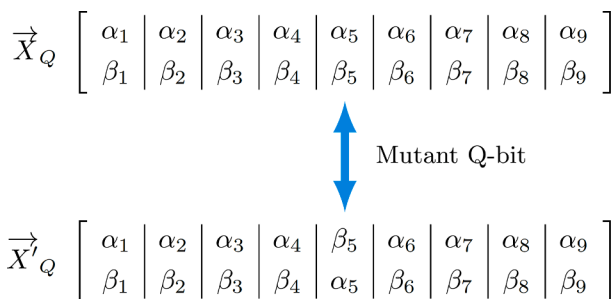 X⃗_Q [ α₁ | α₂ | α₃ | α₄ | α₅ | α₆ | α₇ | α₈ | α₉ ]
β₁ | β₂ | β₃ | β₄ | β₅ | β₆ | β₇ | β₈ | β₉
Mutant Q-bit
X⃗'_Q [ α₁ | α₂ | α₃ | α₄ | β₅ | α₆ | α₇ | α₈ | α₉
β₁ | β₂ | β₃ | β₄ | α₅ | β₆ | β₇ | β₈ | β₉ ]